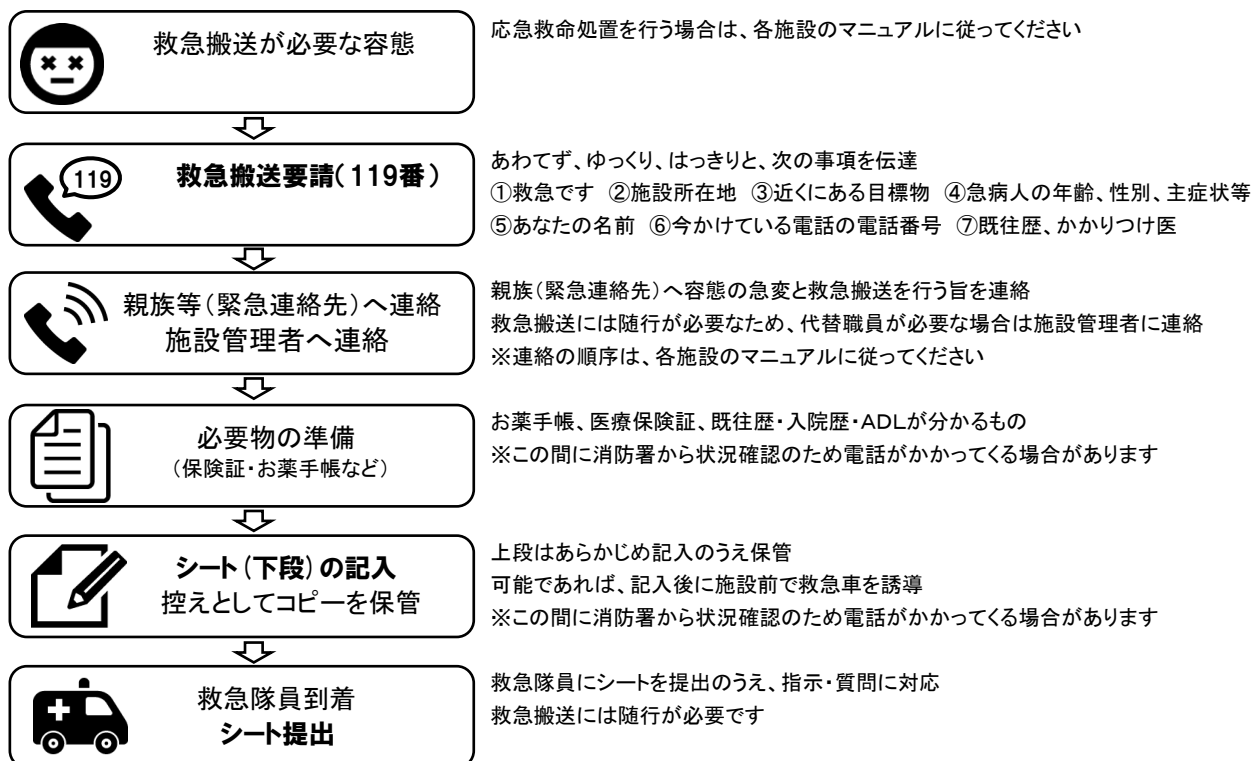 救急搬送が必要な容態
応急救命処置を行う場合は、各施設のマニュアルに従ってください
119
救急搬送要請(119番)
あわてず、ゆっくり、はっきりと、次の事項を伝達
①救急です ②施設所在地 ③近くにある目標物 ④急病人の年齢、性別、主症状等
⑤あなたの名前 ⑥今かけている電話の電話番号 ⑦既往歴、かかりつけ医
親族等(緊急連絡先)へ連絡
施設管理者へ連絡
親族(緊急連絡先)へ容態の急変と救急搬送を行う旨を連絡
救急搬送には随行が必要なため、代替職員が必要な場合は施設管理者に連絡
※連絡の順序は、各施設のマニュアルに従ってください
必要物の準備
(保険証・お薬手帳など)
お薬手帳、医療保険証、既往歴・入院歴・ADLが分かるもの
※この間に消防署から状況確認のため電話がかかってくる場合があります
シート(下段)の記入
控えとしてコピーを保管
上段はあらかじめ記入のうえ保管
可能であれば、記入後に施設前で救急車を誘導
※この間に消防署から状況確認のため電話がかかってくる場合があります
救急隊員到着
シート提出
救急隊員にシートを提出のうえ、指示・質問に対応
救急搬送には随行が必要です